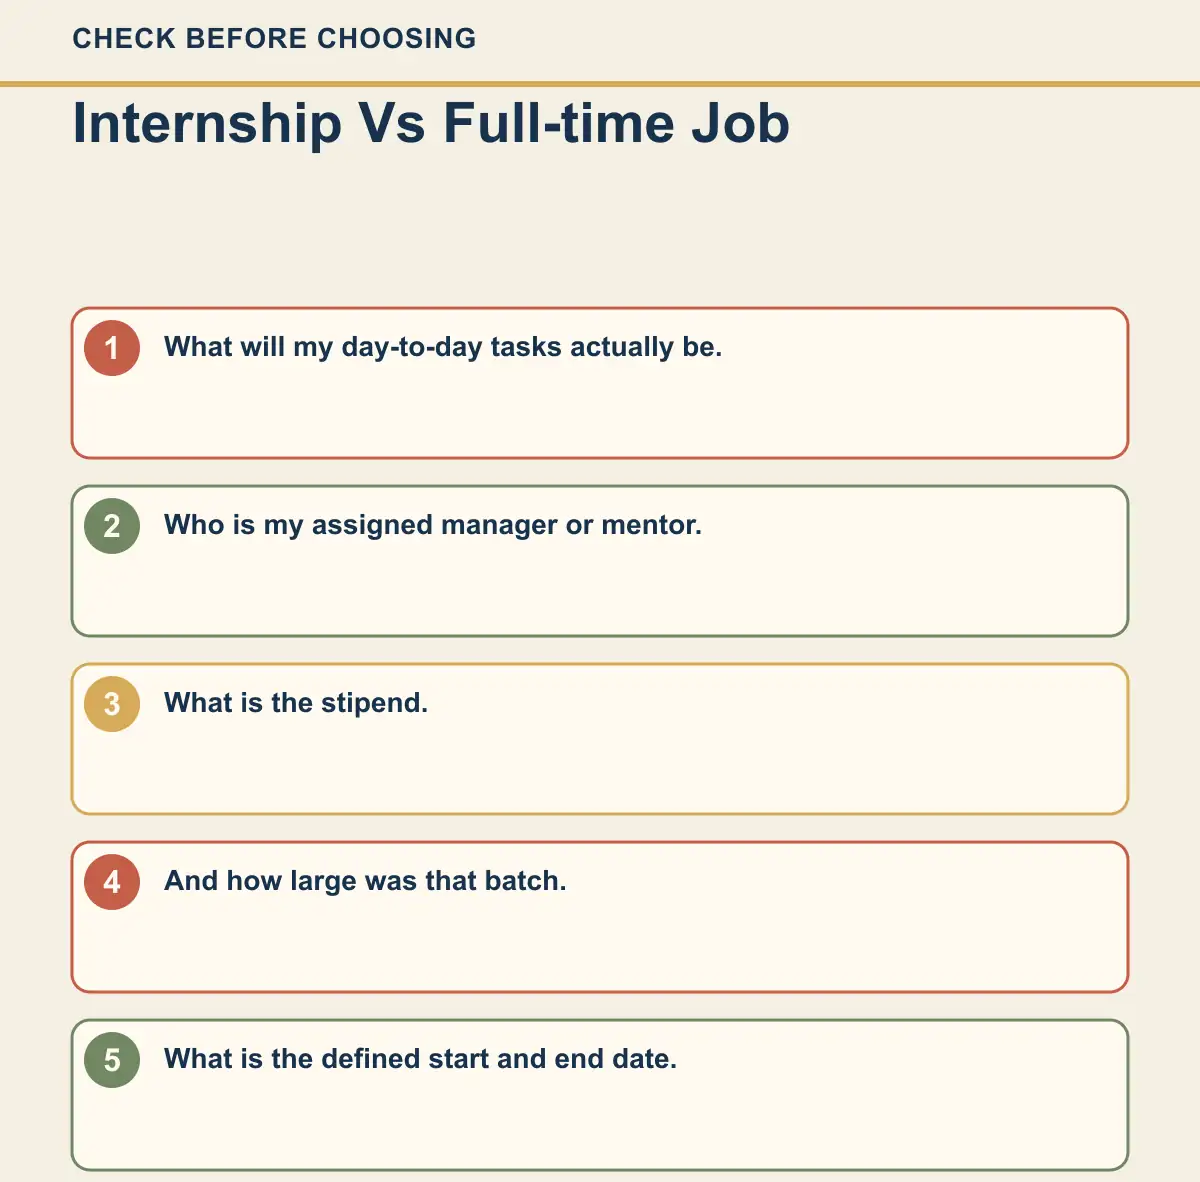 CHECK BEFORE CHOOSING
Internship Vs Full-time Job
1 What will my day-to-day tasks actually be.
2 Who is my assigned manager or mentor.
3 What is the stipend.
4 And how large was that batch.
5 What is the defined start and end date.